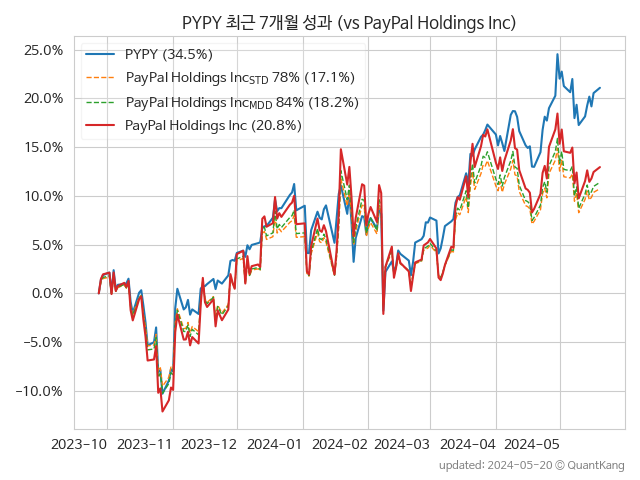 PYPY 최근 7개월 성과 (vs PayPal Holdings Inc)
25.0%
20.0%
15.0%
10.0%
5.0%
0.0%
−5.0%
−10.0%
PYPY (34.5%)
PayPal Holdings IncSTD 78% (17.1%)
PayPal Holdings IncMDD 84% (18.2%)
PayPal Holdings Inc (20.8%)
2023-10 2023-11 2023-12 2024-01 2024-02 2024-03 2024-04 2024-05
updated: 2024-05-20 ⓒ QuantKang